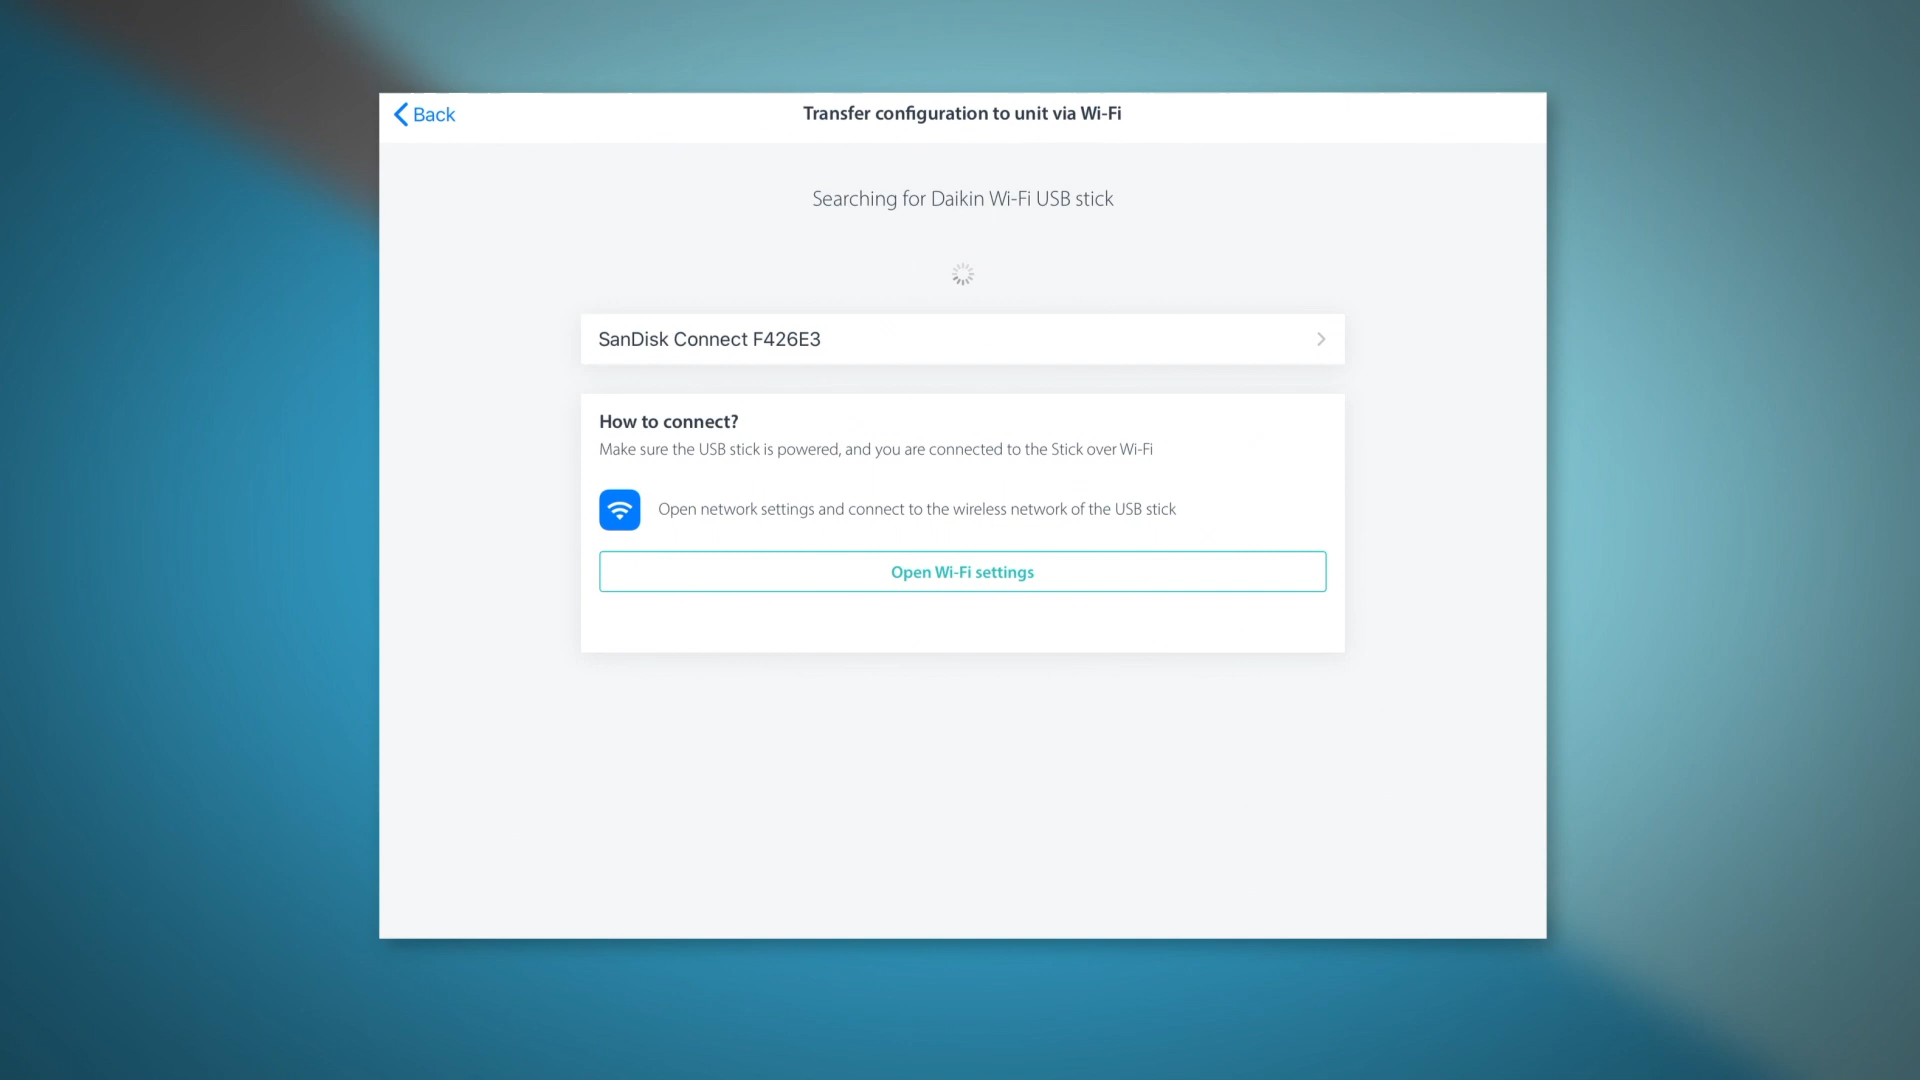 Back
Transfer configuration to unit via Wi-Fi
Searching for Daikin Wi-Fi USB stick
SanDisk Connect F426E3
How to connect?
Make sure the USB stick is powered, and you are connected to the Stick over Wi-Fi
Open network settings and connect to the wireless network of the USB stick
Open Wi-Fi settings